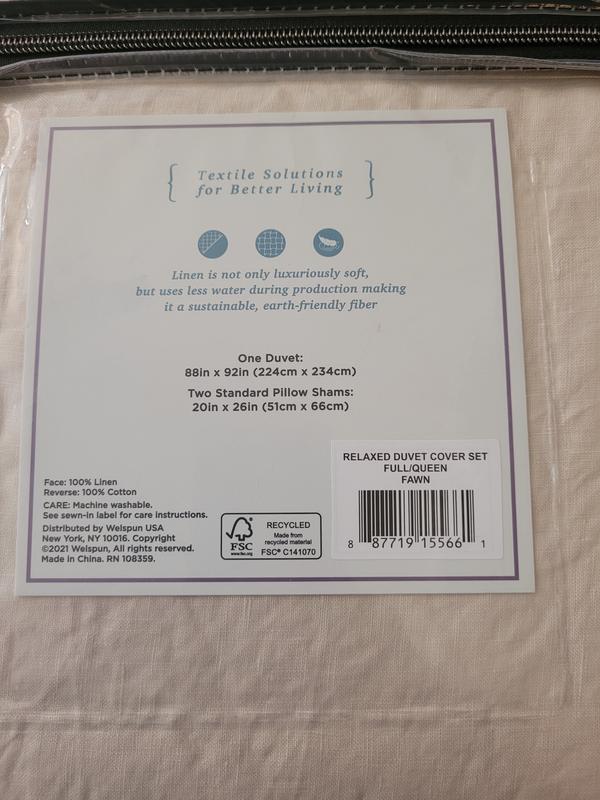 Textile Solutions
for Better Living
Linen is not only luxuriously soft,
but uses less water during production making
it a sustainable, earth-friendly fiber
One Duvet:
88in x 92in (224cm x 234cm)
Two Standard Pillow Shams:
20in x 26in (51cm x 66cm)
Face: 100% Linen
Reverse: 100% Cotton
CARE: Machine washable.
See sewn-in label for care instructions.
Distributed by Welspun USA
New York, NY 10016. Copyright
©2021 Welspun, All rights reserved.
Made in China. RN 108359.
FSC
www.fsc.org
RECYCLED
Made from
recycled material
FSC® C141070
RELAXED DUVET COVER SET
FULL/QUEEN
FAWN
8 87719 15566 1